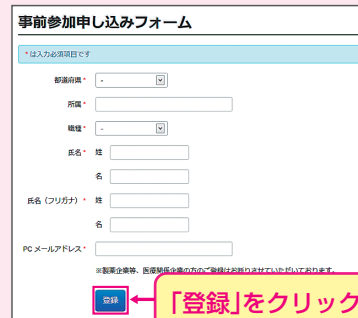 事前参加申し込みフォーム
*は入力必須項目です
都道府県* -
所属*
職種* -
氏名* 姓
名
氏名（フリガナ）* 姓
名
PC メールアドレス*
※製薬企業等、医療関係企業の方のご登録はお断りさせていただいております。
登録
「登録」をクリック